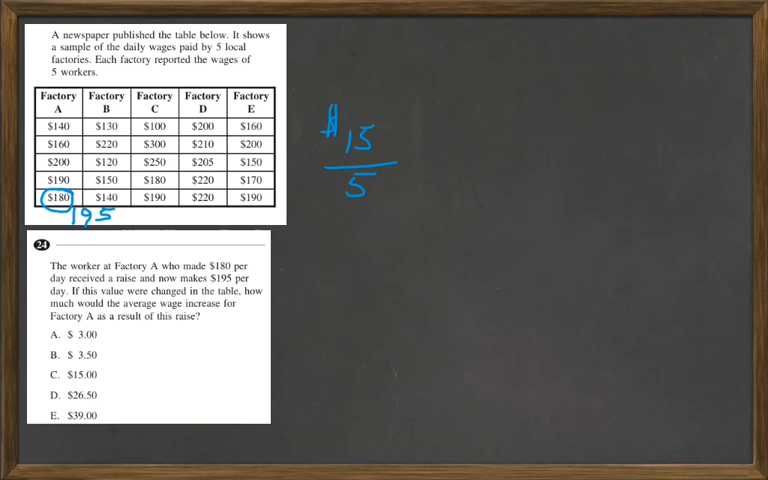 A newspaper published the table below. It shows
a sample of the daily wages paid by 5 local
factories. Each factory reported the wages of
5 workers.
Factory A Factory B Factory C Factory D Factory E
$140 $130 $100 $200 $160
$160 $220 $300 $210 $200
$200 $120 $250 $205 $150
$190 $150 $180 $220 $170
$180 $140 $190 $220 $190
195
$15
5
24
The worker at Factory A who made $180 per
day received a raise and now makes $195 per
day. If this value were changed in the table, how
much would the average wage increase for
Factory A as a result of this raise?
A. $ 3.00
B. $ 3.50
C. $15.00
D. $26.50
E. $39.00